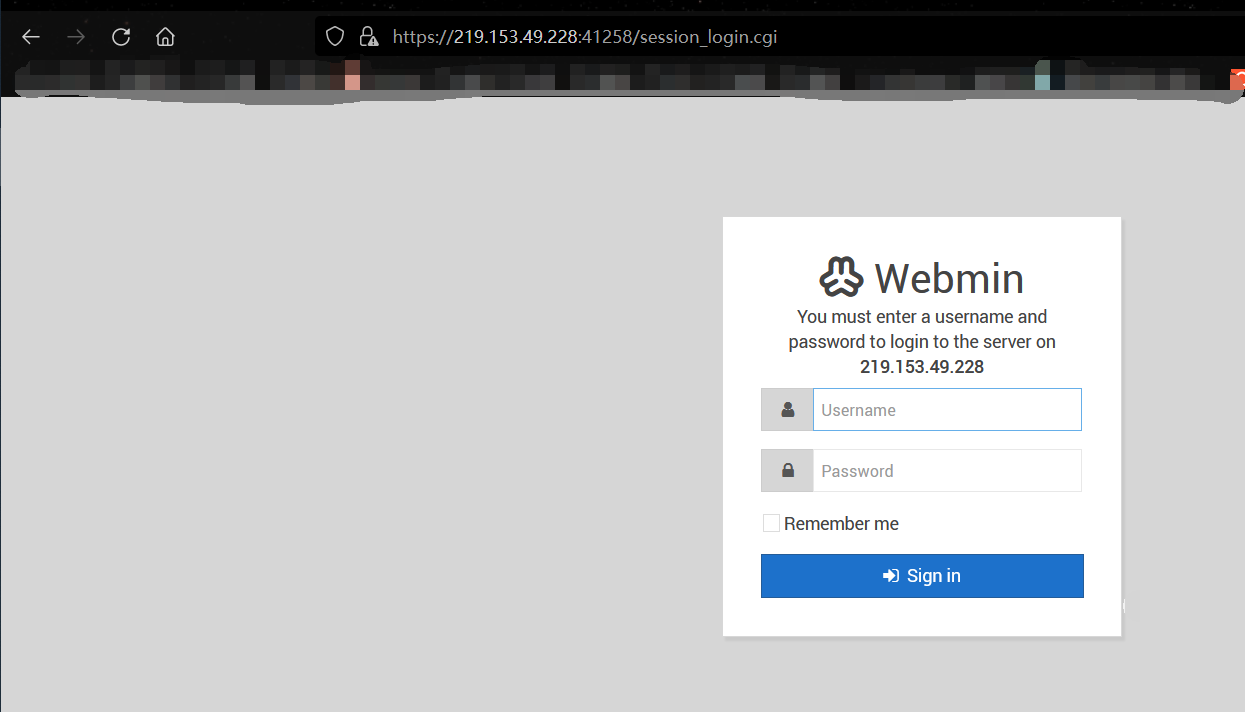 https://219.153.49.228:41258/session_login.cgi
Webmin
You must enter a username and
password to login to the server on
219.153.49.228
Username
Password
Remember me
Sign in